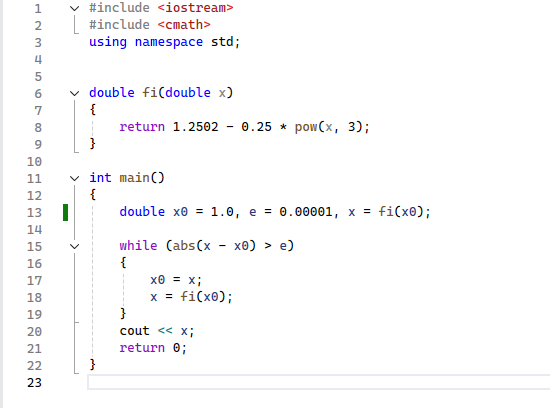 1 #include <iostream>
2 #include <cmath>
3 using namespace std;
4
5
6 double fi(double x)
7 {
8 return 1.2502 - 0.25 * pow(x, 3);
9 }
10
11 int main()
12 {
13 double x0 = 1.0, e = 0.00001, x = fi(x0);
14
15 while (abs(x - x0) > e)
16 {
17 x0 = x;
18 x = fi(x0);
19 }
20 cout << x;
21 return 0;
22 }
23